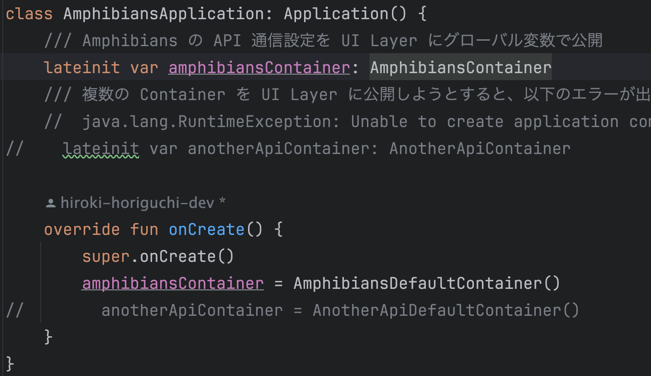 class AmphibiansApplication: Application() {
/// Amphibians の API 通信設定を UI Layer にグローバル変数で公開
lateinit var amphibiansContainer: AmphibiansContainer
/// 複数の Container を UI Layer に公開しようとすると、以下のエラーが出
// java.lang.RuntimeException: Unable to create application co
// lateinit var anotherApiContainer: AnotherApiContainer
hiroki-horiguchi-dev *
override fun onCreate() {
super.onCreate()
amphibiansContainer = AmphibiansDefaultContainer()
// anotherApiContainer = AnotherApiDefaultContainer()
}
}